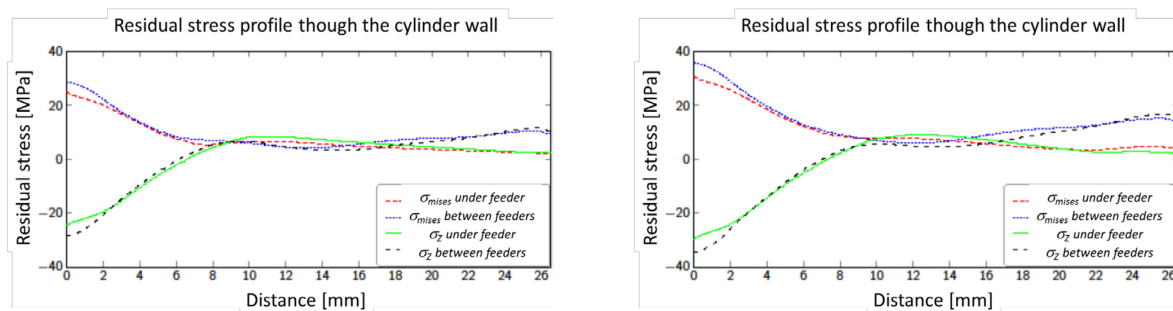 Residual stress profile though the cylinder wall
Residual stress [MPa]
40
20
0
−20
−40
0 2 4 6 8 10 12 14 16 18 20 22 24 26
Distance [mm]
σmises under feeder
σmises between feeders
σZ under feeder
σZ between feeders
Residual stress profile though the cylinder wall
Residual stress [MPa]
40
20
0
−20
−40
0 2 4 6 8 10 12 14 16 18 20 22 24 26
Distance [mm]
σmises under feeder
σmises between feeders
σZ under feeder
σZ between feeders